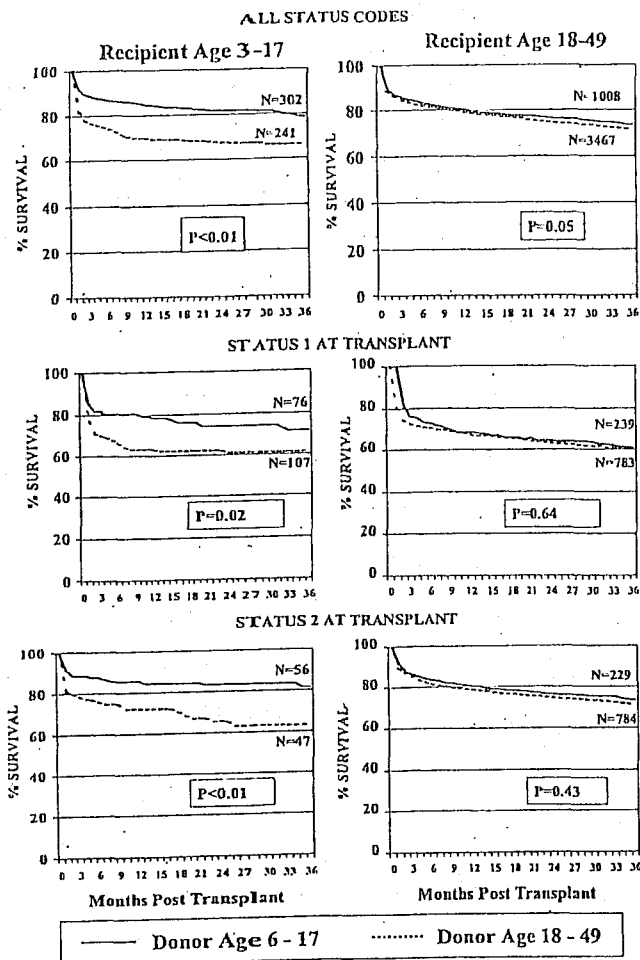 ALL STATUS CODES
Recipient Age 3-17
Recipient Age 18-49
% SURVIVAL
100
80
60
40
20
0
N=302
N=241
P<0.01
0 3 6 9 12 15 18 21 24 27 30 33 36
% SURVIVAL
100
80
60
40
20
0
N=1008
N=3467
P=0.05
0 3 6 9 12 15 18 21 24 27 30 33 36
STATUS 1 AT TRANSPLANT
% SURVIVAL
100
80
60
40
20
0
N=76
N=107
P=0.02
0 3 6 9 12 15 18 21 24 27 30 33 36
% SURVIVAL
100
80
60
40
20
0
N=239
N=783
P=0.64
0 3 6 9 12 15 18 21 24 27 30 33 36
STATUS 2 AT TRANSPLANT
% SURVIVAL
100
80
60
40
20
0
N=56
N=47
P<0.01
0 3 6 9 12 15 18 21 24 27 30 33 36
Months Post Transplant
% SURVIVAL
100
80
60
40
20
0
N=229
N=784
P=0.43
0 3 6 9 12 15 18 21 24 27 30 33 36
Months Post Transplant
Donor Age 6 - 17
Donor Age 18 - 49